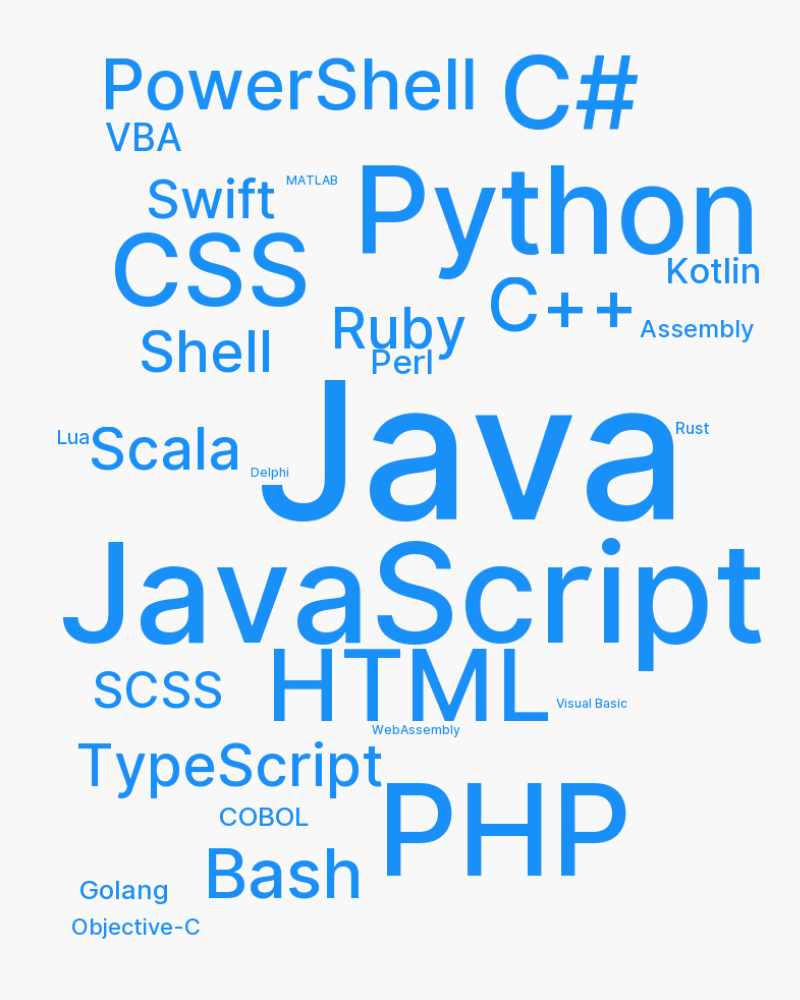 PowerShell
C#
VBA
Swift
MATLAB
Python
CSS
Kotlin
C++
Ruby
Assembly
Shell
Perl
Java
Lua
Scala
Rust
Delphi
JavaScript
HTML
SCSS
Visual Basic
WebAssembly
TypeScript
PHP
COBOL
Bash
Golang
Objective-C